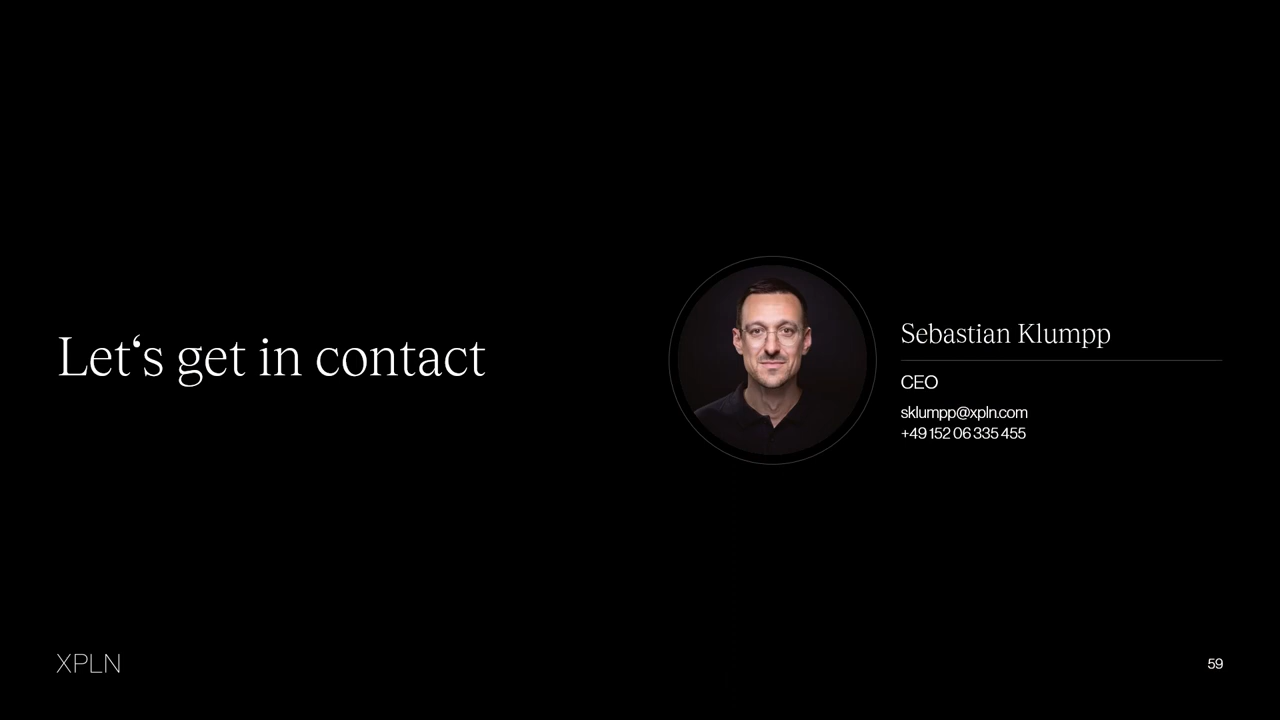 Let‘s get in contact
Sebastian Klumpp
CEO
sklumpp@xpln.com
+49 152 06 335 455
XPLN
59